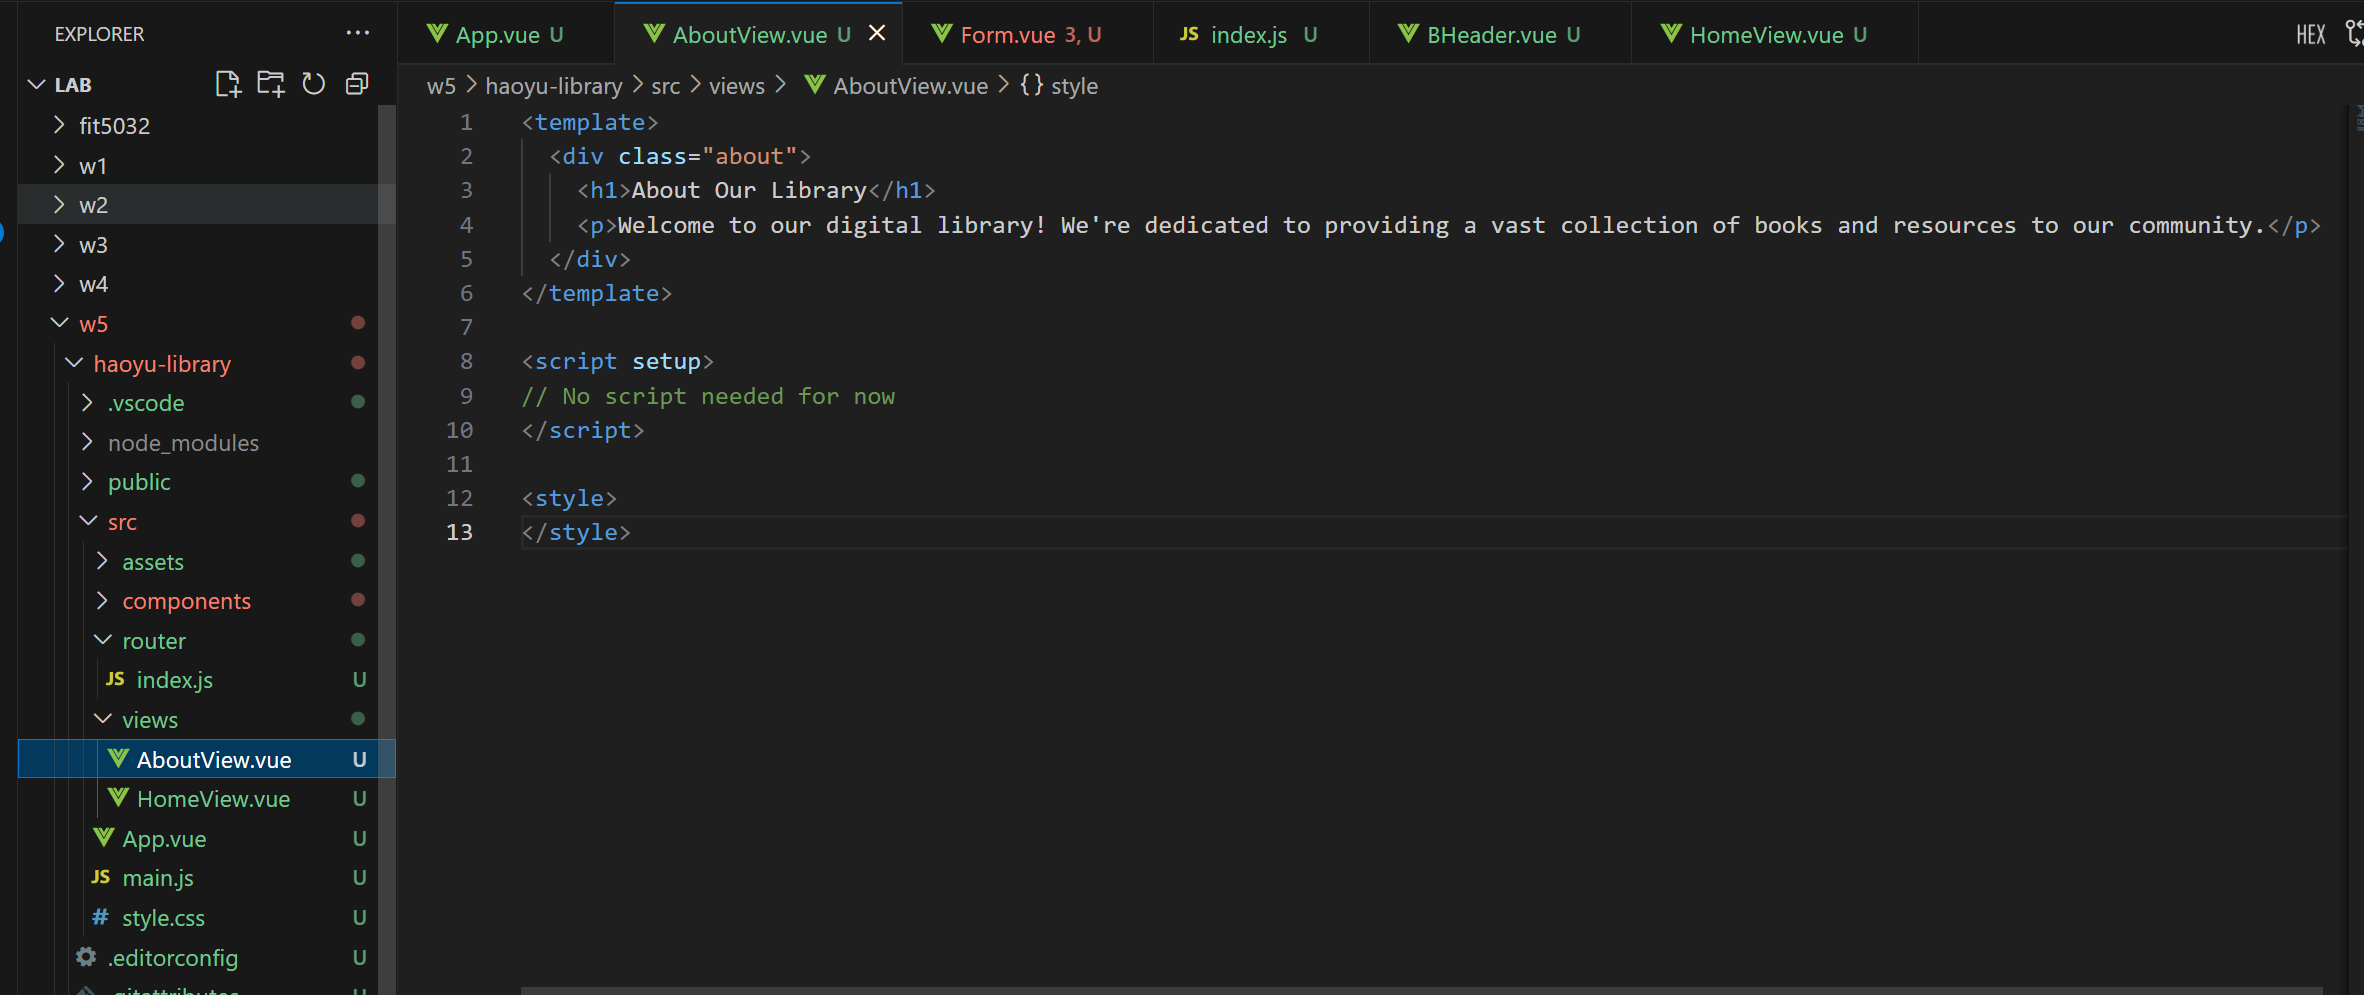 EXPLORER
LAB
fit5032
w1
w2
w3
w4
w5
haoyu-library
.vscode
node_modules
public
src
assets
components
router
JS index.js U
views
AboutView.vue U
HomeView.vue U
App.vue U
JS main.js U
# style.css U
.editorconfig U
.gitattributes U
App.vue U
AboutView.vue U
Form.vue 3, U
JS index.js U
BHeader.vue U
HomeView.vue U
HEX
w5 > haoyu-library > src > views > AboutView.vue > {} style
1 <template>
2 <div class="about">
3 <h1>About Our Library</h1>
4 <p>Welcome to our digital library! We're dedicated to providing a vast collection of books and resources to our community.</p>
5 </div>
6 </template>
7
8 <script setup>
9 // No script needed for now
10 </script>
11
12 <style>
13 </style>